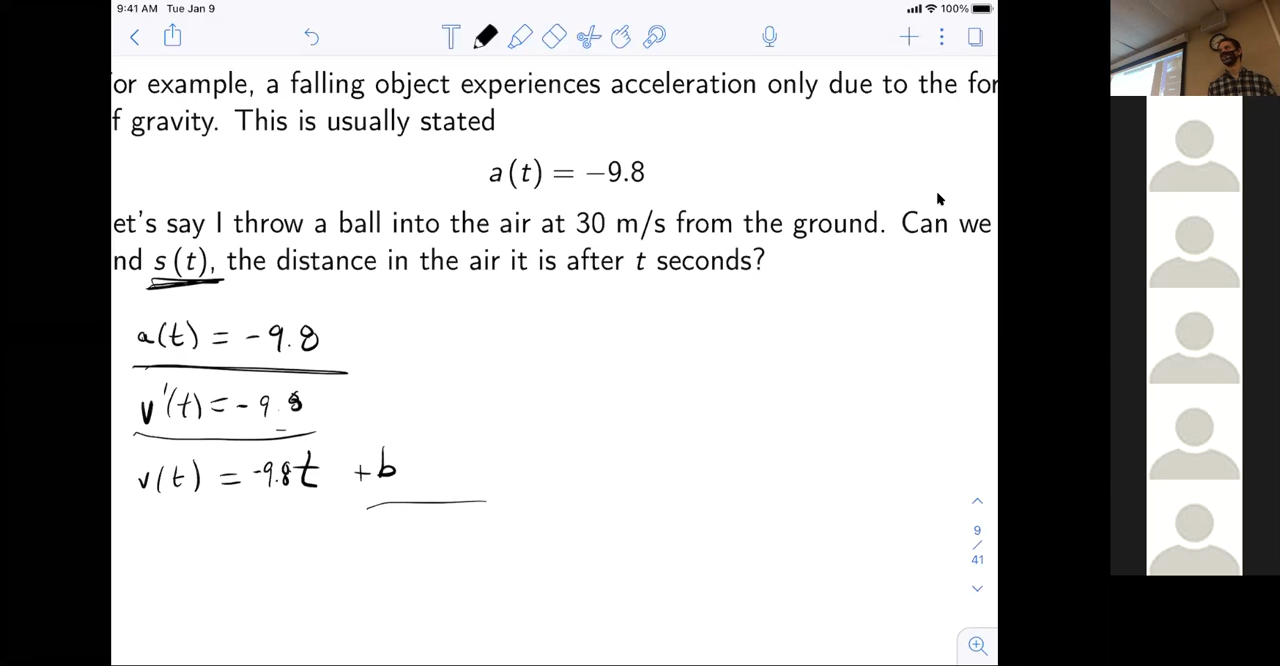 9:41 AM Tue Jan 9
100%
or example, a falling object experiences acceleration only due to the for
f gravity. This is usually stated
a(t) = −9.8
et's say I throw a ball into the air at 30 m/s from the ground. Can we
nd s(t), the distance in the air it is after t seconds?
a(t) = -9.8
v'(t) = -9.8
v(t) = -9.8t +b
9
/
41